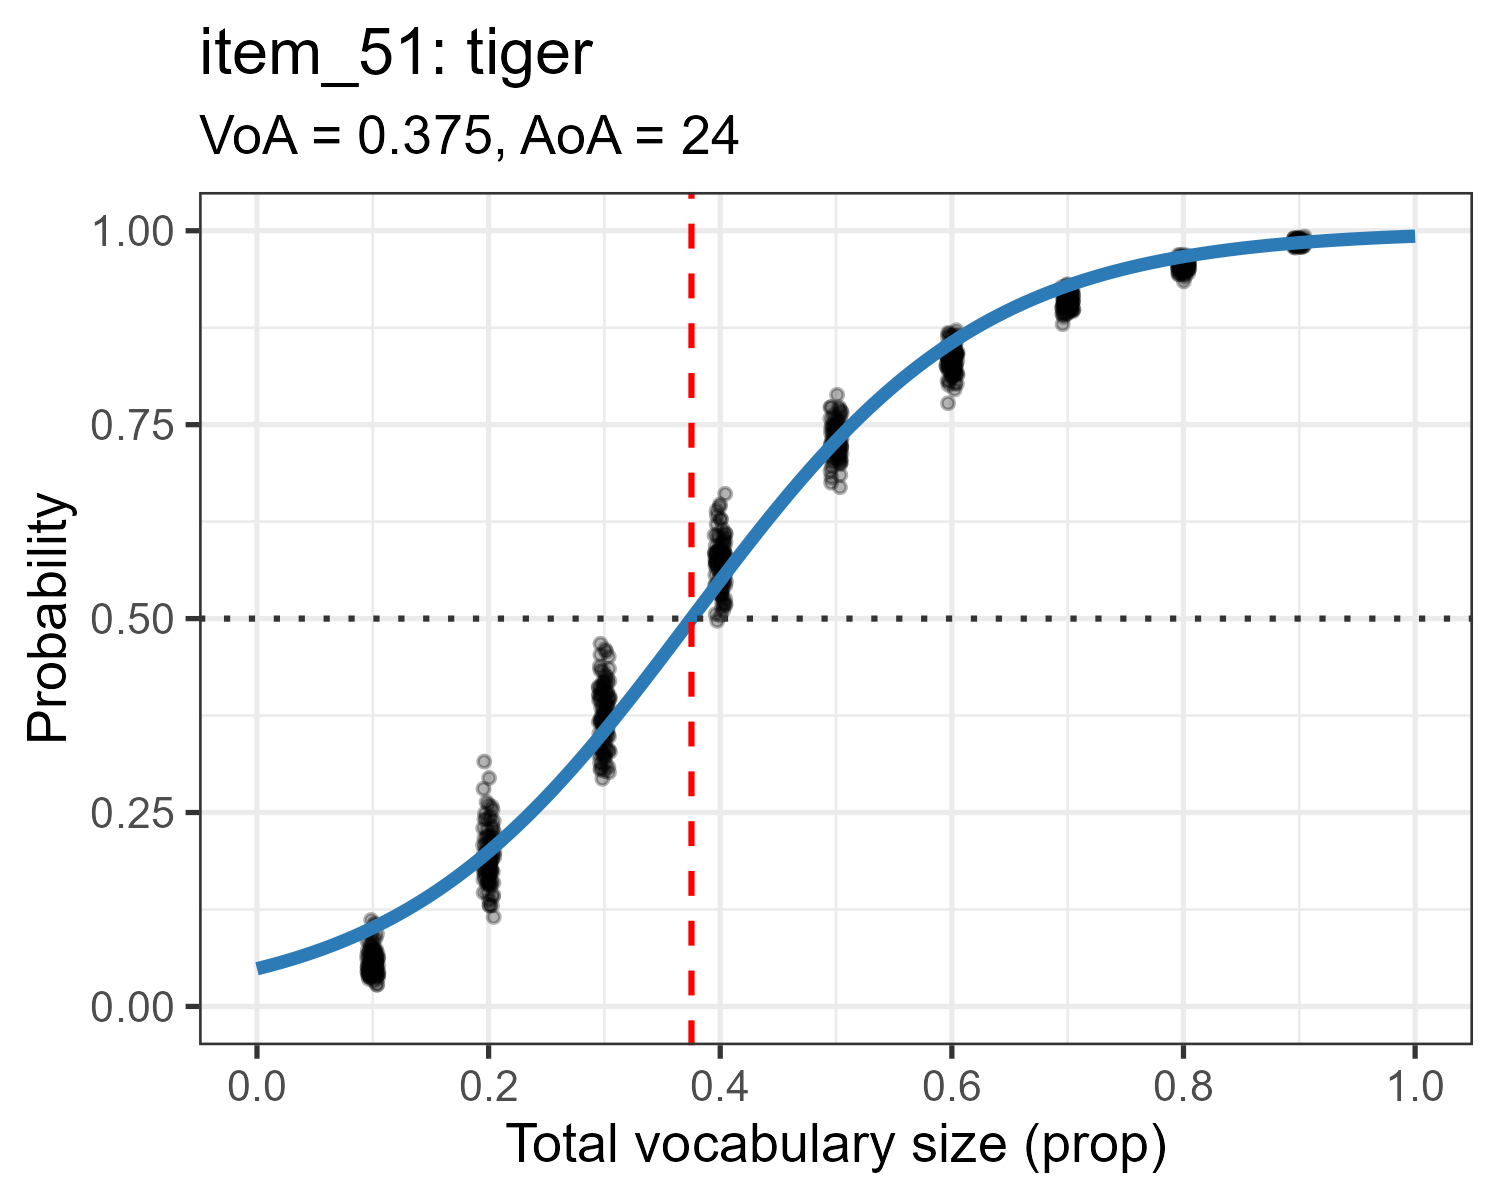 item_51: tiger
VoA = 0.375, AoA = 24
1.00
0.75
0.50
0.25
0.00
Probability
0.0 0.2 0.4 0.6 0.8 1.0
Total vocabulary size (prop)